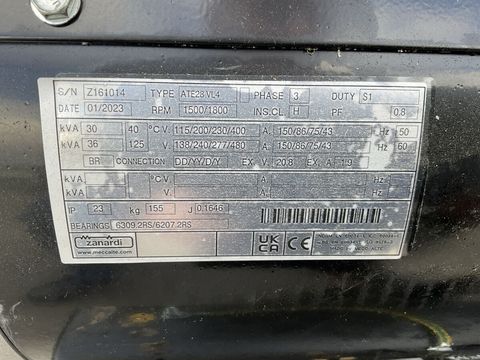 S/N Z161014 TYPE ATE28 VL4 PHASE 3 DUTY S1
DATE 01/2023 RPM 1500/1800 INS.CL H PF 0.8
kVA 30 40 °C V. 115/200/230/400 A. 150/86/75/43 Hz 50
kVA 36 125 V. 138/240/277/480 A. 150/86/75/43 Hz 60
BR CONNECTION DD/YY/D/Y EX V 20.8 EX A 1.9
kVA °C V. A. Hz
kVA V. A. Hz
IP 23 kg 155 J 0.1646
BEARINGS 6309.2RS/6207.2RS
zanardi
www.meccalte.com
UK CA CE